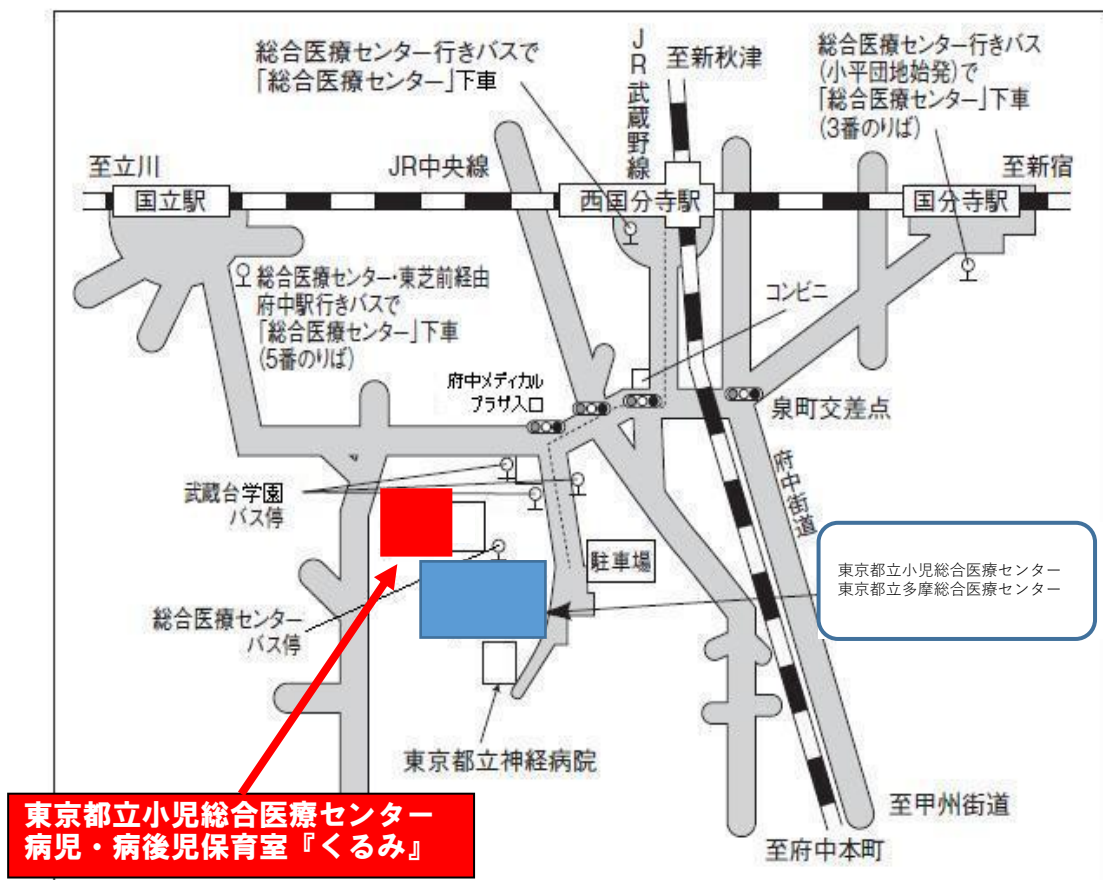 総合医療センター行きバスで
「総合医療センター」下車
JR武蔵野線
至新秋津
総合医療センター行きバス
(小平団地始発)で
「総合医療センター」下車
(3番のりば)
至立川
JR中央線
至新宿
国立駅
西国分寺駅
国分寺駅
総合医療センター・東芝前経由
府中駅行きバスで
「総合医療センター」下車
(5番のりば)
コンビニ
府中メディカル
プラザ入口
泉町交差点
武蔵台学園
バス停
府中街道
駐車場
東京都立小児総合医療センター
東京都立多摩総合医療センター
総合医療センター
バス停
東京都立神経病院
東京都立小児総合医療センター
病児・病後児保育室『くるみ』
至甲州街道
至府中本町